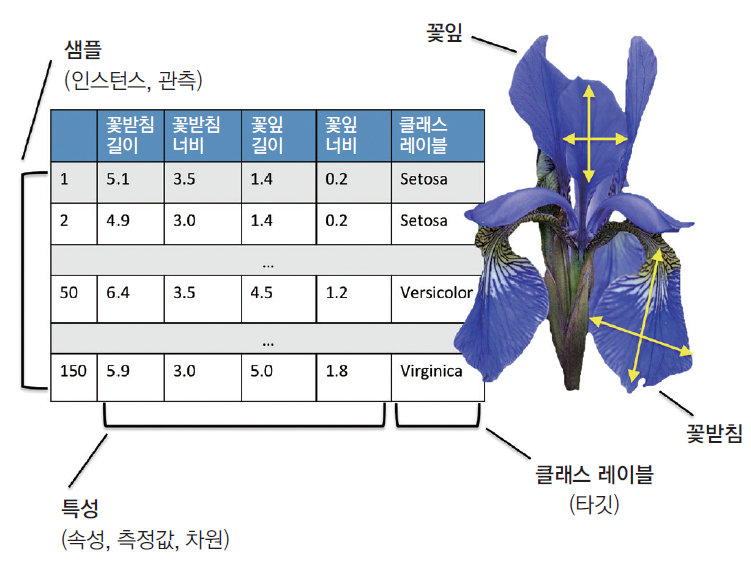 샘플
(인스턴스, 관측)
꽃잎
꽃받침 길이 꽃받침 너비 꽃잎 길이 꽃잎 너비 클래스 레이블
1 5.1 3.5 1.4 0.2 Setosa
2 4.9 3.0 1.4 0.2 Setosa
...
50 6.4 3.5 4.5 1.2 Versicolor
...
150 5.9 3.0 5.0 1.8 Virginica
꽃받침
클래스 레이블
(타깃)
특성
(속성, 측정값, 차원)